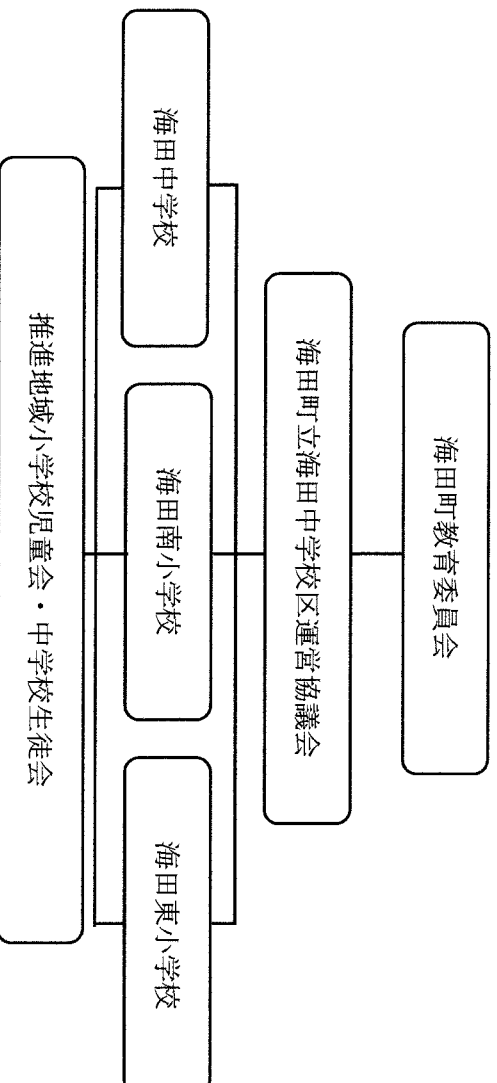 海田町教育委員会
海田町立海田中学校区運営協議会
海田中学校
海田南小学校
海田東小学校
推進地域小学校児童会・中学校生徒会